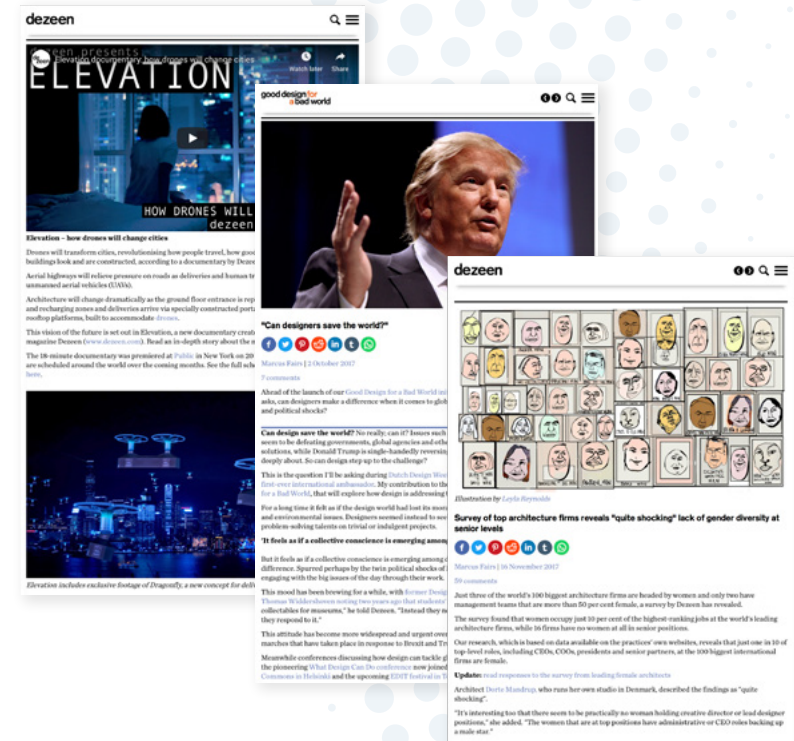 dezeen
dezeen presents
Elevation documentary: how drones will change cities
Watch later
Share
ELEVATION
HOW DRONES WILL
dezeen
Elevation – how drones will change cities
Drones will transform cities, revolutionising how people travel, how goo
buildings look and are constructed, according to a documentary by Dezee
Aerial highways will relieve pressure on roads as deliveries and human tr
unmanned aerial vehicles (UAVs).
Architecture will change dramatically as the ground floor entrance is rep
and recharging zones and deliveries arrive via specially constructed porta
rooftop platforms, built to accommodate drones.
This vision of the future is set out in Elevation, a new documentary creat
magazine Dezeen (www.dezeen.com). Read an in-depth story about the
The 18-minute documentary was premiered at Public in New York on 20
are scheduled around the world over the coming months. See the full sch
here.
Elevation includes exclusive footage of Dragonfly, a new concept for deli
good design for
a bad world
"Can designers save the world?"
Marcus Fairs | 2 October 2017
7 comments
Ahead of the launch of our Good Design for a Bad World ini
asks, can designers make a difference when it comes to glob
and political shocks?
Can design save the world? No really, can it? Issues such
seem to be defeating governments, global agencies and othe
solutions, while Donald Trump is single-handedly reversing
deeply about. So can design step up to the challenge?
This is the question I'll be asking during Dutch Design Wee
first-ever international ambassador. My contribution to the
for a Bad World, that will explore how design is addressing
For a long time it felt as if the design world had lost its mora
and environmental issues. Designers seemed instead to see
problem-solving talents on trivial or indulgent projects.
'It feels as if a collective conscience is emerging among
But it feels as if a collective conscience is emerging among d
difference. Spurred perhaps by the twin political shocks of
engaging with the big issues of the day through their work.
This mood has been brewing for a while, with former Design
Thomas Widdershoven noting two years ago that students'
collectables for museums," he told Dezeen. "Instead they
they respond to it."
This attitude has become more widespread and urgent over
marches that have taken place in response to Brexit and Tru
Meanwhile conferences discussing how design can tackle gl
the pioneering What Design Can Do conference now joined
Commons in Helsinki and the upcoming EDIT festival in T
dezeen
Illustration by Leyla Reynolds
Survey of top architecture firms reveals "quite shocking" lack of gender diversity at
senior levels
Marcus Fairs | 16 November 2017
59 comments
Just three of the world's 100 biggest architecture firms are headed by women and only two have
management teams that are more than 50 per cent female, a survey by Dezeen has revealed.
The survey found that women occupy just 10 per cent of the highest-ranking jobs at the world's leading
architecture firms, while 16 firms have no women at all in senior positions.
Our research, which is based on data available on the practices' own websites, reveals that just one in 10 of
top-level roles, including CEOs, COOs, presidents and senior partners, at the 100 biggest international
firms are female.
Update: read responses to the survey from leading female architects
Architect Dorte Mandrup, who runs her own studio in Denmark, described the findings as "quite
shocking".
"It's interesting too that there seem to be practically no woman holding creative director or lead designer
positions," she added. "The women that are at top positions have administrative or CEO roles backing up
a male star."